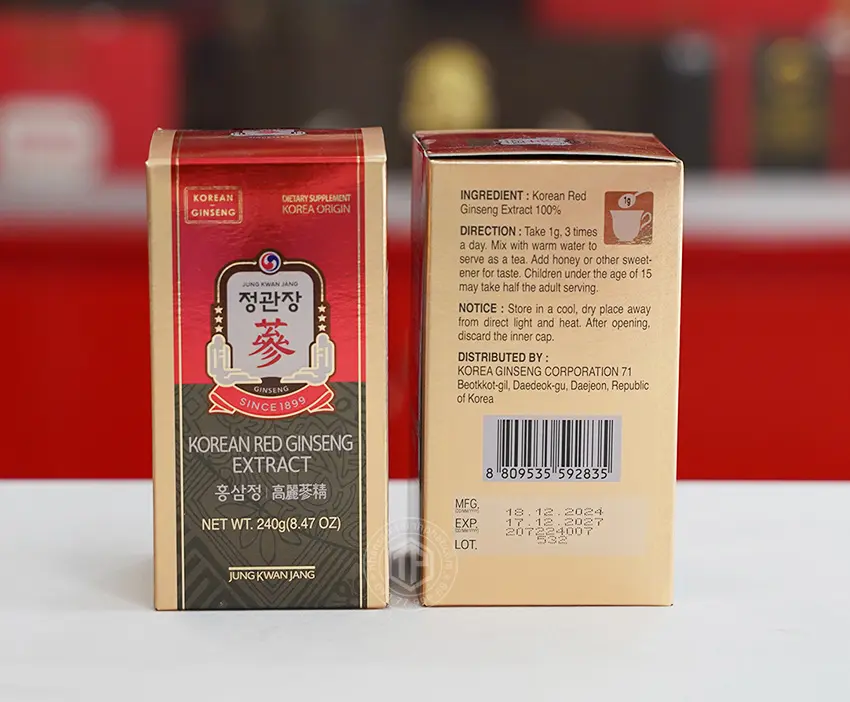 KOREAN
GINSENG
DIETARY SUPPLEMENT
KOREA ORIGIN
JUNG KWAN JANG
정관장
蔘
GINSENG
SINCE 1899
KOREAN RED GINSENG
EXTRACT
홍삼정 | 高麗蔘精
NET WT. 240g(8.47 OZ)
JUNG KWAN JANG
INGREDIENT : Korean Red
Ginseng Extract 100%
1g
DIRECTION : Take 1g, 3 times
a day. Mix with warm water to
serve as a tea. Add honey or other sweet-
ener for taste. Children under the age of 15
may take half the adult serving.
NOTICE : Store in a cool, dry place away
from direct light and heat. After opening,
discard the inner cap.
DISTRIBUTED BY :
KOREA GINSENG CORPORATION 71
Beotkkot-gil, Daedeok-gu, Daejeon, Republic
of Korea
8 809535 592835
MFG. 18.12.2024
EXP. 17.12.2027
207224007
LOT. 532